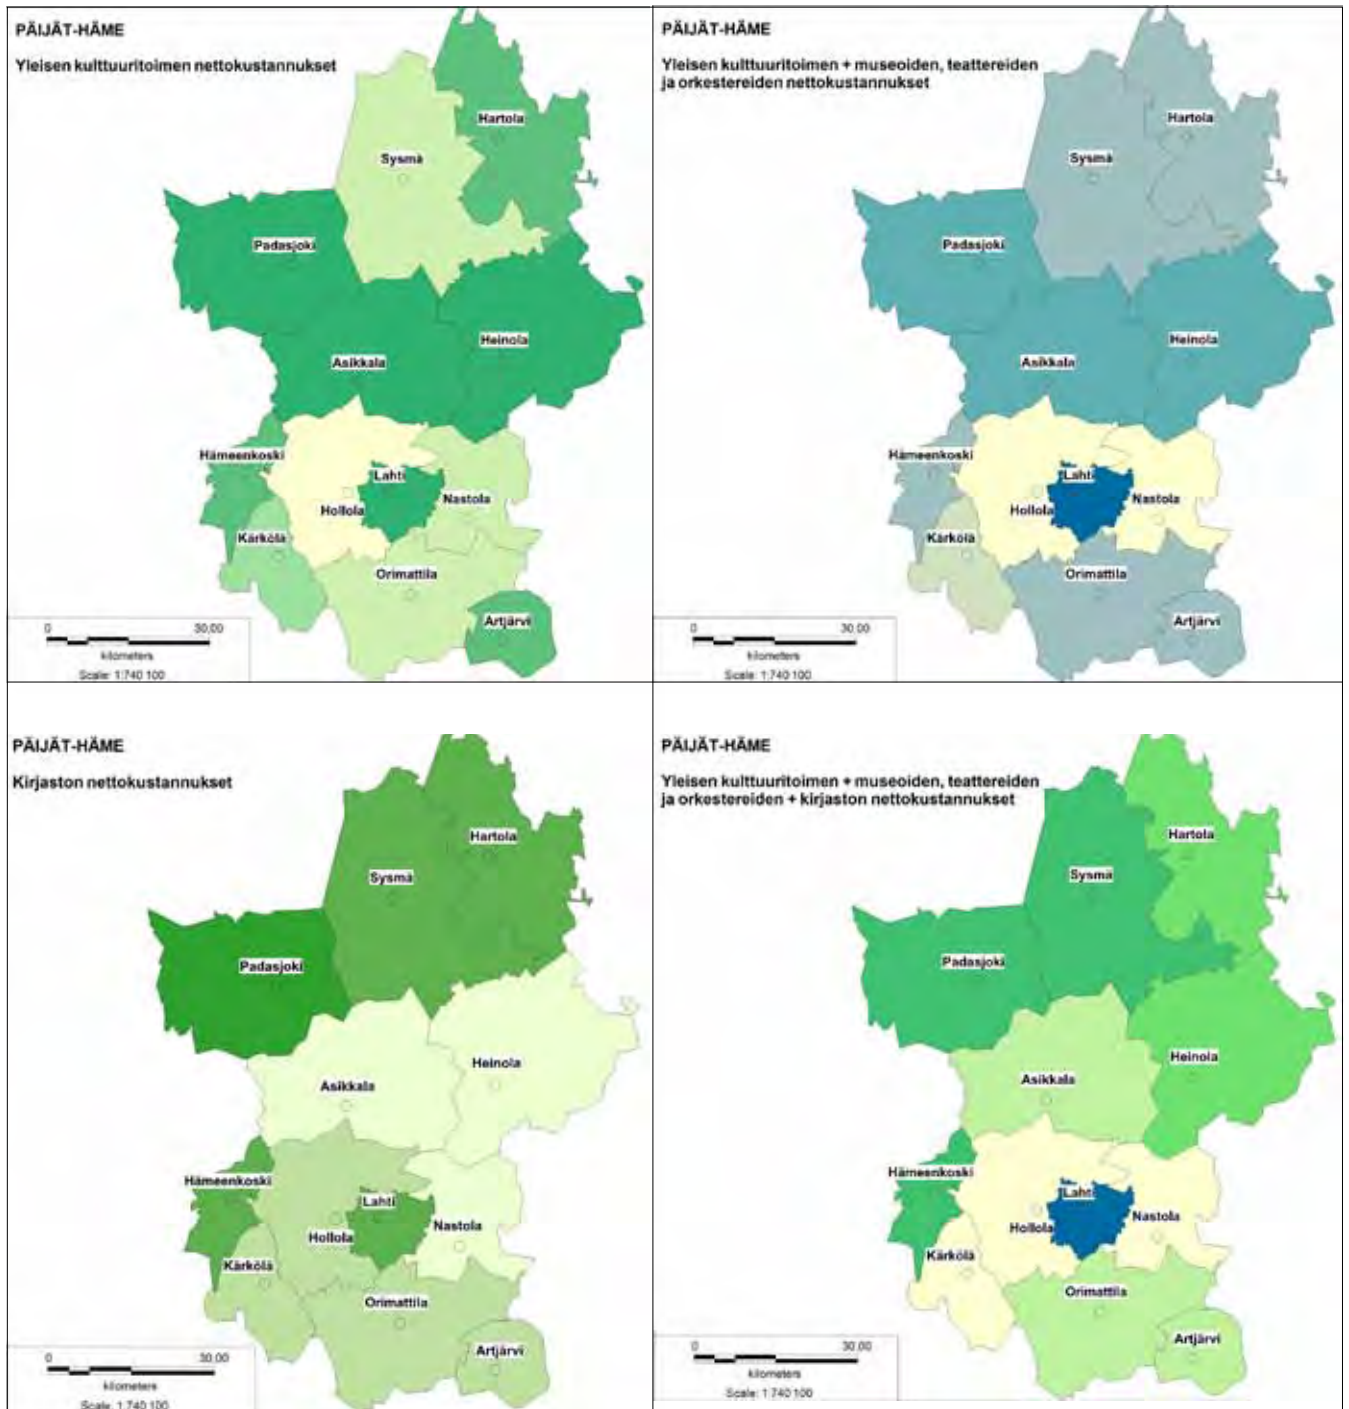 PÄIJÄT-HÄME
Yleisen kulttuuritoimen nettokustannukset
Hartola
Sysmä
Padasjoki
Heinola
Asikkala
Hämeenkoski
Lahti
Nastola
Hollola
Kärkölä
Orimattila
Artjärvi
0 30,00
kilometers
Scale: 1:740 100
PÄIJÄT-HÄME
Yleisen kulttuuritoimen + museoiden, teattereiden
ja orkestereiden nettokustannukset
Hartola
Sysmä
Padasjoki
Heinola
Asikkala
Hämeenkoski
Lahti
Nastola
Hollola
Kärkölä
Orimattila
Artjärvi
0 30,00
kilometers
Scale: 1:740 100
PÄIJÄT-HÄME
Kirjaston nettokustannukset
Hartola
Sysmä
Padasjoki
Heinola
Asikkala
Hämeenkoski
Lahti
Nastola
Hollola
Kärkölä
Orimattila
Artjärvi
0 30,00
kilometers
Scale: 1:740 100
PÄIJÄT-HÄME
Yleisen kulttuuritoimen + museoiden, teattereiden
ja orkestereiden + kirjaston nettokustannukset
Hartola
Sysmä
Padasjoki
Heinola
Asikkala
Hämeenkoski
Lahti
Nastola
Hollola
Kärkölä
Orimattila
Artjärvi
0 30,00
kilometers
Scale: 1:740 100